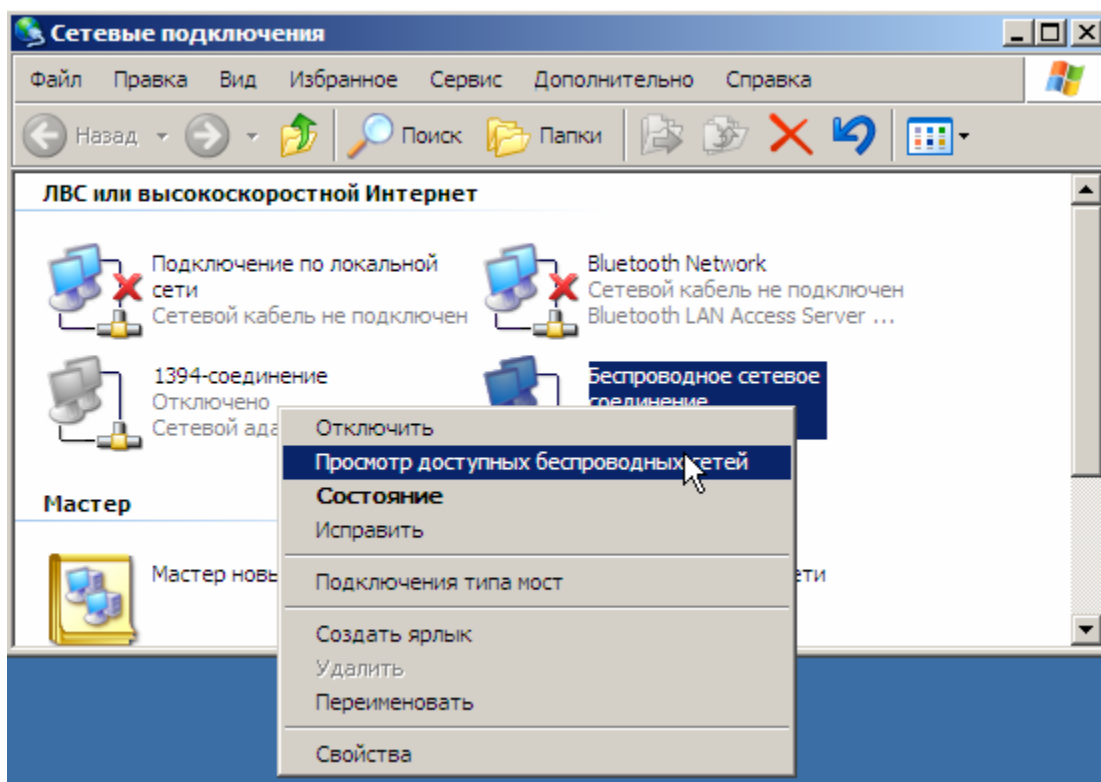 Сетевые подключения
Файл Правка Вид Избранное Сервис Дополнительно Справка
Назад Поиск Папки
ЛВС или высокоскоростной Интернет
Подключение по локальной
сети
Сетевой кабель не подключен
Bluetooth Network
Сетевой кабель не подключен
Bluetooth LAN Access Server ...
1394-соединение
Отключено
Сетевой ада
Беспроводное сетевое
соединение
Отключить
Просмотр доступных беспроводных сетей
Состояние
Исправить
Подключения типа мост
Создать ярлык
Удалить
Переименовать
Свойства
Мастер
Мастер новы
ети